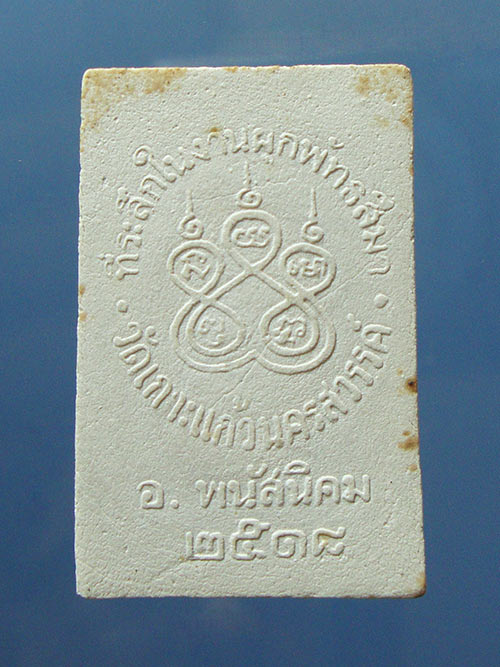 ที่ระลึกในงานผูกพัทธสีมา
วัดเกาะแก้วนครสวรรค์
อ. พนัสนิคม
๒๕๑๘